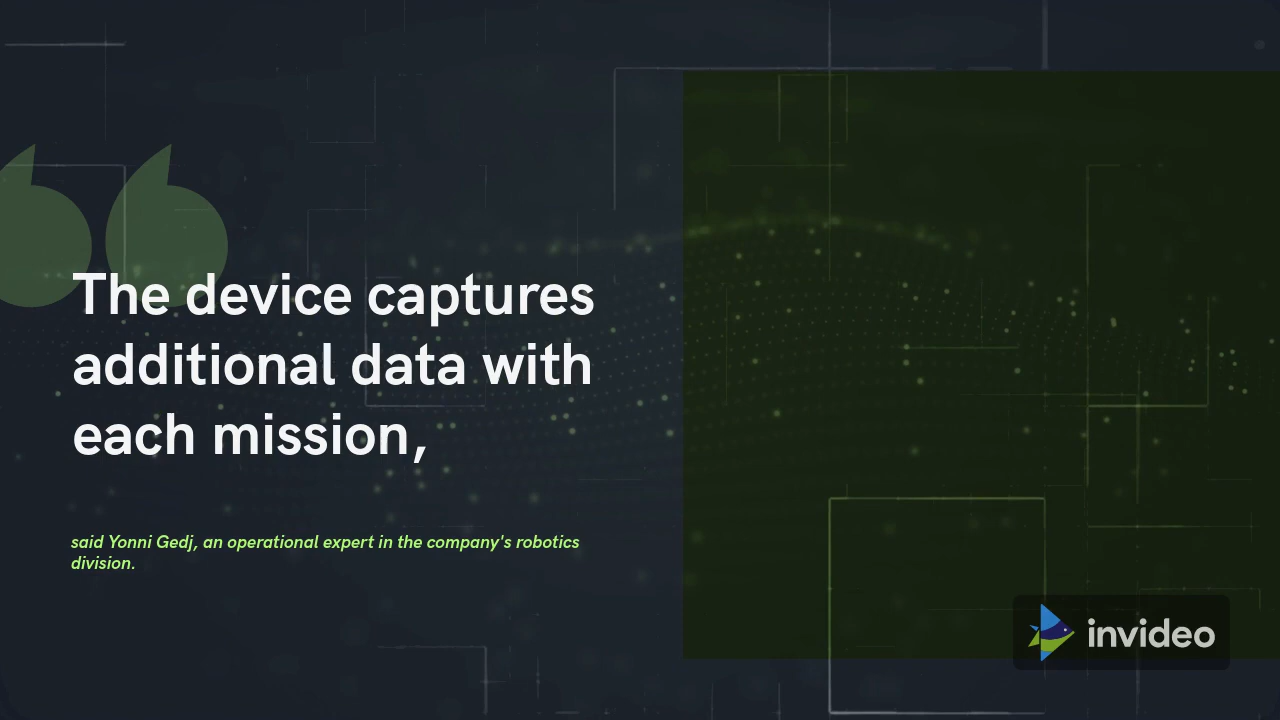 The device captures
additional data with
each mission,
said Yonni Gedj, an operational expert in the company's robotics
division.
invideo